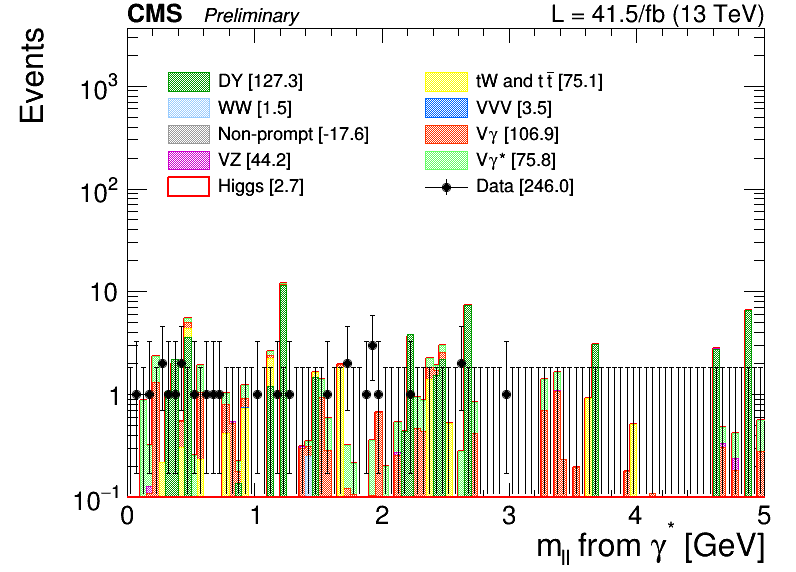 CMS Preliminary L = 41.5/fb (13 TeV)
Events
DY [127.3]
WW [1.5]
Non-prompt [-17.6]
VZ [44.2]
Higgs [2.7]
tW and tt̅ [75.1]
VVV [3.5]
Vγ [106.9]
Vγ* [75.8]
Data [246.0]
10³
10²
10
1
10⁻¹
0 1 2 3 4 5
m_ll from γ* [GeV]